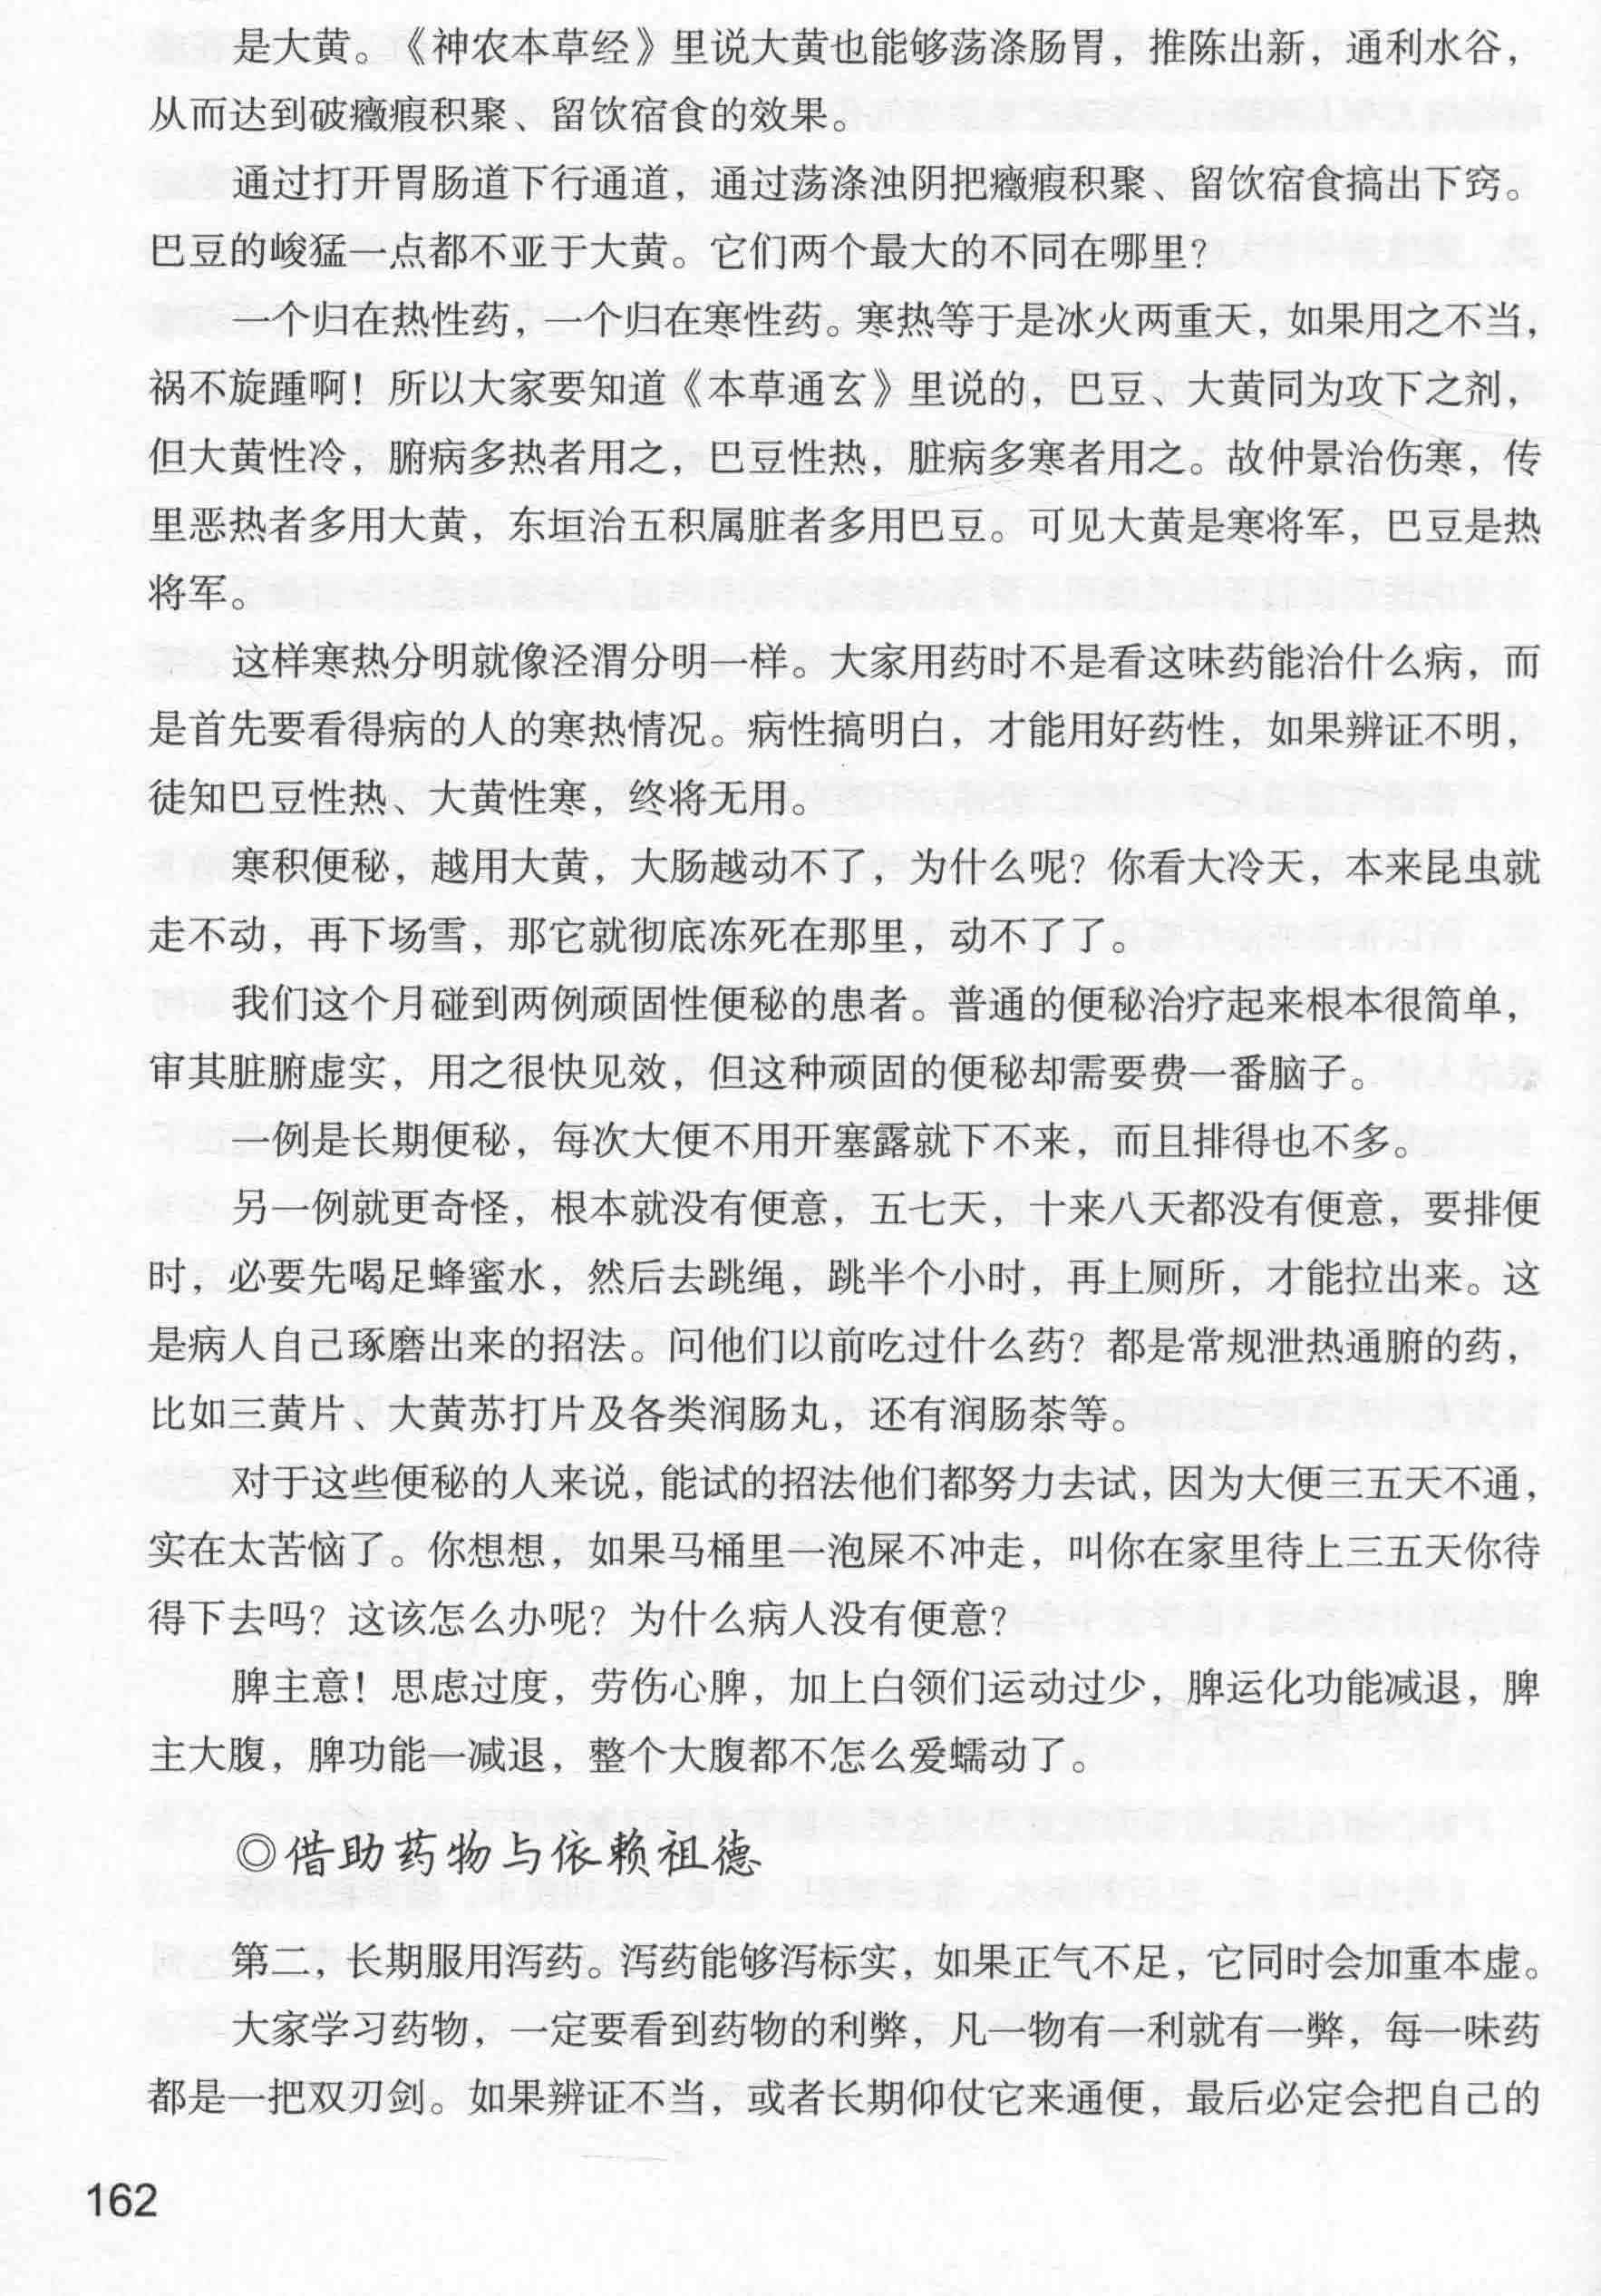 是大黄。《神农本草经》里说大黄也能够荡涤肠胃，推陈出新，通利水谷，
从而达到破癥瘕积聚、留饮宿食的效果。
通过打开胃肠道下行通道，通过荡涤浊阴把癥瘕积聚、留饮宿食搞出下窍。
巴豆的峻猛一点都不亚于大黄。它们两个最大的不同在哪里？
一个归在热性药，一个归在寒性药。寒热等于是冰火两重天，如果用之不当，
祸不旋踵啊！所以大家要知道《本草通玄》里说的，巴豆、大黄同为攻下之剂，
但大黄性冷，腑病多热者用之，巴豆性热，脏病多寒者用之。故仲景治伤寒，传
里恶热者多用大黄，东垣治五积属脏者多用巴豆。可见大黄是寒将军，巴豆是热
将军。
这样寒热分明就像泾渭分明一样。大家用药时不是看这味药能治什么病，而
是首先要看得病的人的寒热情况。病性搞明白，才能用好药性，如果辨证不明，
徒知巴豆性热、大黄性寒，终将无用。
寒积便秘，越用大黄，大肠越动不了，为什么呢？你看大冷天，本来昆虫就
走不动，再下场雪，那它就彻底冻死在那里，动不了了。
我们这个月碰到两例顽固性便秘的患者。普通的便秘治疗起来根本很简单，
审其脏腑虚实，用之很快见效，但这种顽固的便秘却需要费一番脑子。
一例是长期便秘，每次大便不用开塞露就下不来，而且排得也不多。
另一例就更奇怪，根本就没有便意，五七天，十来八天都没有便意，要排便
时，必要先喝足蜂蜜水，然后去跳绳，跳半个小时，再上厕所，才能拉出来。这
是病人自己琢磨出来的招法。问他们以前吃过什么药？都是常规泄热通腑的药，
比如三黄片、大黄苏打片及各类润肠丸，还有润肠茶等。
对于这些便秘的人来说，能试的招法他们都努力去试，因为大便三五天不通，
实在太苦恼了。你想想，如果马桶里一泡屎不冲走，叫你在家里待上三五天你待
得下去吗？这该怎么办呢？为什么病人没有便意？
脾主意！思虑过度，劳伤心脾，加上白领们运动过少，脾运化功能减退，脾
主大腹，脾功能一减退，整个大腹都不怎么爱蠕动了。
◎借助药物与依赖祖德
第二，长期服用泻药。泻药能够泻标实，如果正气不足，它同时会加重本虚。
大家学习药物，一定要看到药物的利弊，凡一物有一利就有一弊，每一味药
都是一把双刃剑。如果辨证不当，或者长期仰仗它来通便，最后必定会把自己的
162